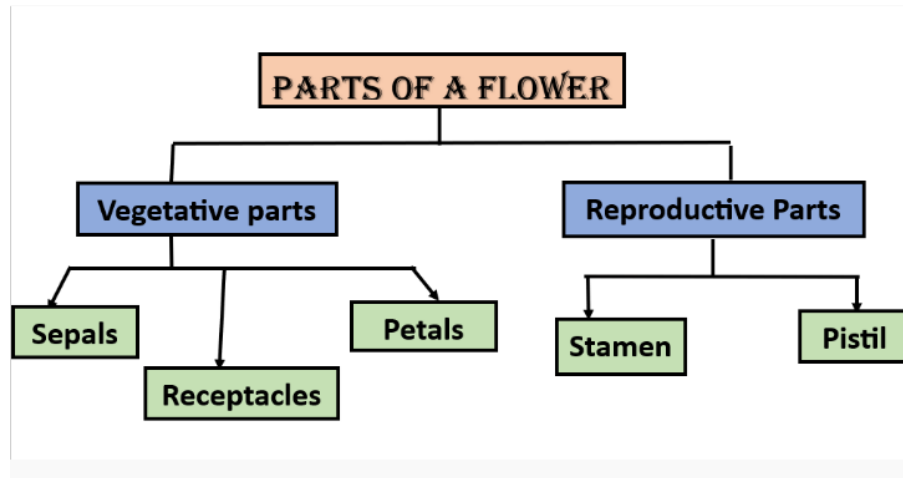 PARTS OF A FLOWER
Vegetative parts
Reproductive Parts
Sepals
Receptacles
Petals
Stamen
Pistil